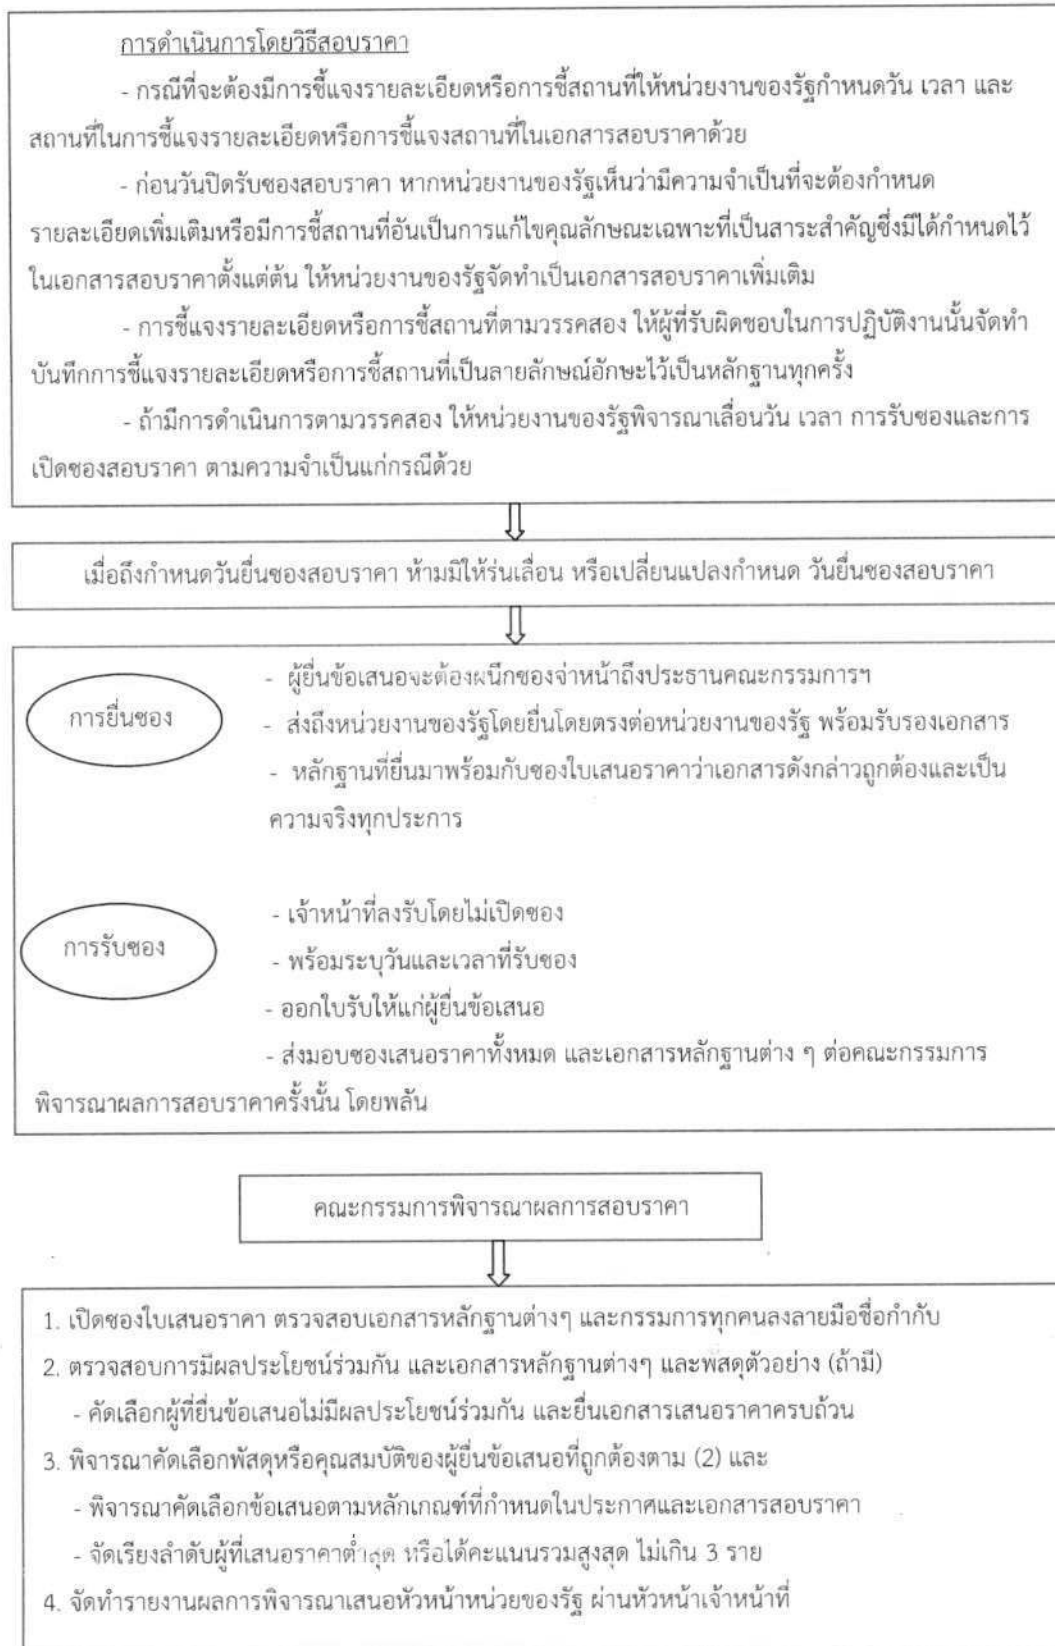 การดำเนินการโดยวิธีสอบราคา
- กรณีที่จะต้องมีการชี้แจงรายละเอียดหรือการชี้สถานที่ให้หน่วยงานของรัฐกำหนดวัน เวลา และ
สถานที่ในการชี้แจงรายละเอียดหรือการชี้แจงสถานที่ในเอกสารสอบราคาด้วย
- ก่อนวันปิดรับซองสอบราคา หากหน่วยงานของรัฐเห็นว่ามีความจำเป็นที่จะต้องกำหนด
รายละเอียดเพิ่มเติมหรือมีการชี้สถานที่อันเป็นการแก้ไขคุณลักษณะเฉพาะที่เป็นสาระสำคัญซึ่งมิได้กำหนดไว้
ในเอกสารสอบราคาตั้งแต่ต้น ให้หน่วยงานของรัฐจัดทำเป็นเอกสารสอบราคาเพิ่มเติม
- การชี้แจงรายละเอียดหรือการชี้สถานที่ตามวรรคสอง ให้ผู้ที่รับผิดชอบในการปฏิบัติงานนั้นจัดทำ
บันทึกการชี้แจงรายละเอียดหรือการชี้สถานที่เป็นลายลักษณ์อักษะไว้เป็นหลักฐานทุกครั้ง
- ถ้ามีการดำเนินการตามวรรคสอง ให้หน่วยงานของรัฐพิจารณาเลื่อนวัน เวลา การรับซองและการ
เปิดซองสอบราคา ตามความจำเป็นแก่กรณีด้วย
เมื่อถึงกำหนดวันยื่นซองสอบราคา ห้ามมิให้ร่นเลื่อน หรือเปลี่ยนแปลงกำหนด วันยื่นซองสอบราคา
การยื่นซอง
- ผู้ยื่นข้อเสนอจะต้องผนึกซองจ่าหน้าถึงประธานคณะกรรมการฯ
- ส่งถึงหน่วยงานของรัฐโดยยื่นโดยตรงต่อหน่วยงานของรัฐ พร้อมรับรองเอกสาร
- หลักฐานที่ยื่นมาพร้อมกับซองใบเสนอราคาว่าเอกสารดังกล่าวถูกต้องและเป็น
ความจริงทุกประการ
การรับซอง
- เจ้าหน้าที่ลงรับโดยไม่เปิดซอง
- พร้อมระบุวันและเวลาที่รับซอง
- ออกใบรับให้แก่ผู้ยื่นข้อเสนอ
- ส่งมอบซองเสนอราคาทั้งหมด และเอกสารหลักฐานต่าง ๆ ต่อคณะกรรมการ
พิจารณาผลการสอบราคาครั้งนั้น โดยพลัน
คณะกรรมการพิจารณาผลการสอบราคา
1. เปิดซองใบเสนอราคา ตรวจสอบเอกสารหลักฐานต่างๆ และกรรมการทุกคนลงลายมือชื่อกำกับ
2. ตรวจสอบการมีผลประโยชน์ร่วมกัน และเอกสารหลักฐานต่างๆ และพสดุตัวอย่าง (ถ้ามี)
- คัดเลือกผู้ที่ยื่นข้อเสนอไม่มีผลประโยชน์ร่วมกัน และยื่นเอกสารเสนอราคาครบถ้วน
3. พิจารณาคัดเลือกพัสดุหรือคุณสมบัติของผู้ยื่นข้อเสนอที่ถูกต้องตาม (2) และ
- พิจารณาคัดเลือกข้อเสนอตามหลักเกณฑ์ที่กำหนดในประกาศและเอกสารสอบราคา
- จัดเรียงลำดับผู้ที่เสนอราคาต่ำสุด หรือได้คะแนนรวมสูงสุด ไม่เกิน 3 ราย
4. จัดทำรายงานผลการพิจารณาเสนอหัวหน้าหน่วยของรัฐ ผ่านหัวหน้าเจ้าหน้าที่